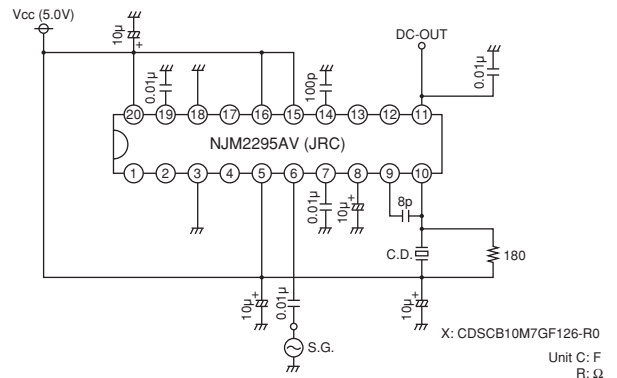 Vcc (5.0V)
10μ
+
DC-OUT
0.01μ
100p
0.01μ
20 19 18 17 16 15 14 13 12 11
NJM2295AV (JRC)
1 2 3 4 5 6 7 8 9 10
0.01μ
10μ
+
8p
C.D.
180
10μ
+
0.01μ
10μ
+
S.G.
X: CDSCB10M7GF126-R0
Unit C: F
R: Ω